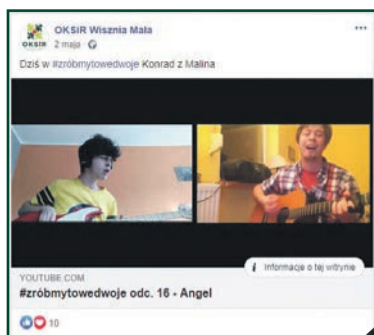 OKSiR Wisznia Mała
2 maja
OKSiR
Dziś w #zróbmytowedwoje Konrad z Malina
i Informacje o tej witrynie
YOUTUBE.COM
#zróbmytowedwoje odc. 16 - Angel
10